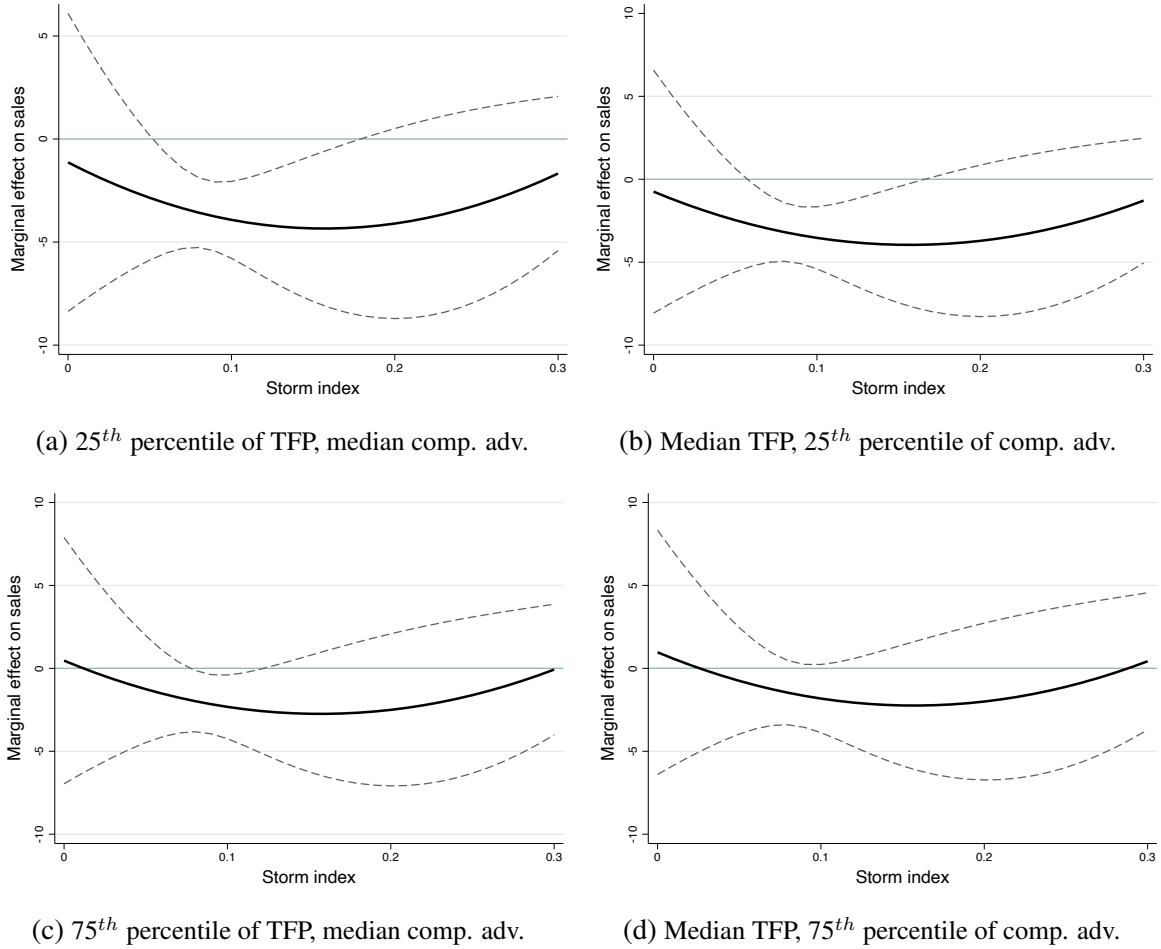 5
0
-5
-10
Marginal effect on sales
0
0.1
0.2
0.3
Storm index
(a) 25th percentile of TFP, median comp. adv.
10
5
0
-5
-10
Marginal effect on sales
0
0.1
0.2
0.3
Storm index
(b) Median TFP, 25th percentile of comp. adv.
10
5
0
-5
-10
Marginal effect on sales
0
0.1
0.2
0.3
Storm index
(c) 75th percentile of TFP, median comp. adv.
10
5
0
-5
-10
Marginal effect on sales
0
0.1
0.2
0.3
Storm index
(d) Median TFP, 75th percentile of comp. adv.